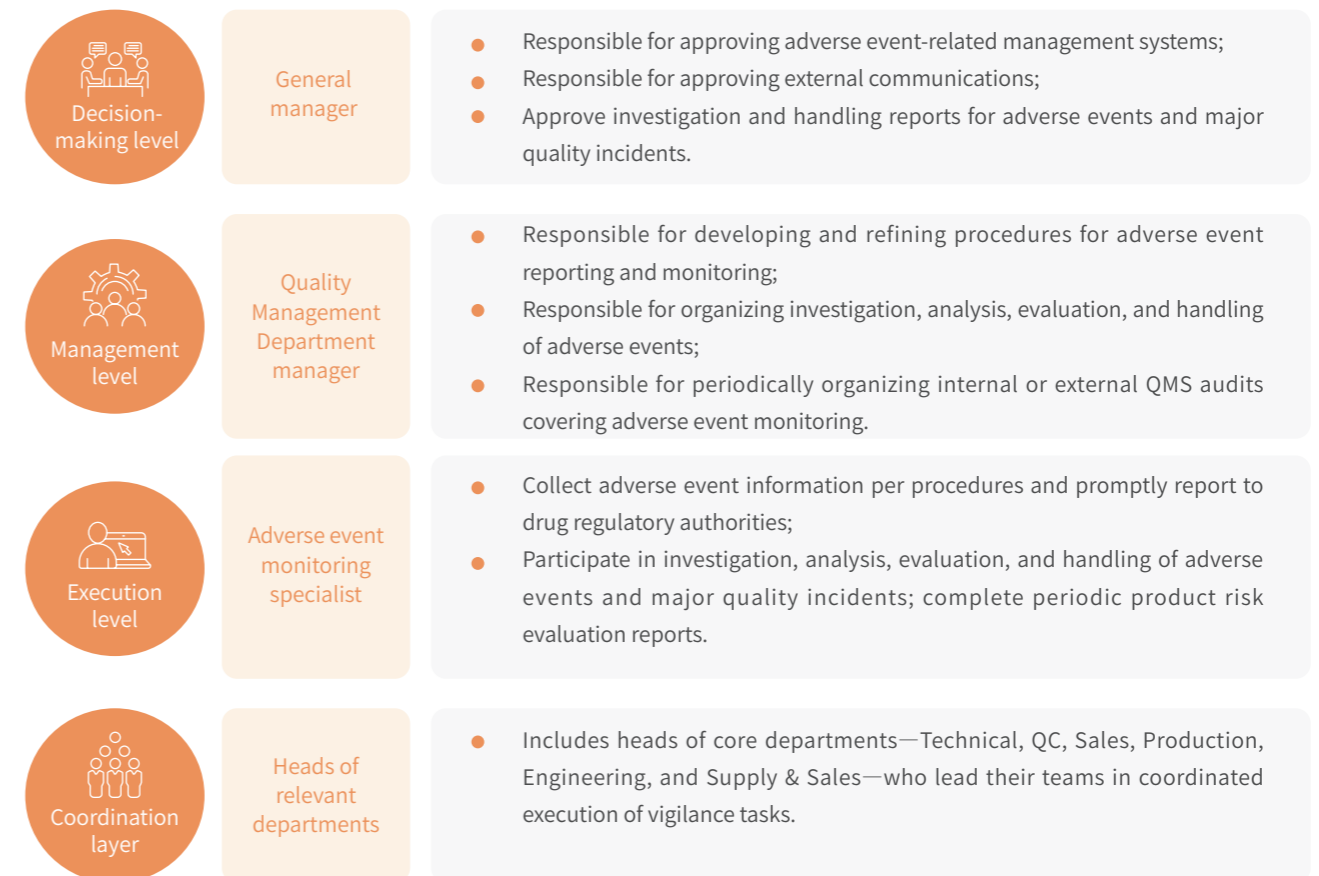 Decision-
making level
General
manager
Responsible for approving adverse event-related management systems;
Responsible for approving external communications;
Approve investigation and handling reports for adverse events and major
quality incidents.
Management
level
Quality
Management
Department
manager
Responsible for developing and refining procedures for adverse event
reporting and monitoring;
Responsible for organizing investigation, analysis, evaluation, and handling
of adverse events;
Responsible for periodically organizing internal or external QMS audits
covering adverse event monitoring.
Execution
level
Adverse event
monitoring
specialist
Collect adverse event information per procedures and promptly report to
drug regulatory authorities;
Participate in investigation, analysis, evaluation, and handling of adverse
events and major quality incidents; complete periodic product risk
evaluation reports.
Coordination
layer
Heads of
relevant
departments
Includes heads of core departments—Technical, QC, Sales, Production,
Engineering, and Supply & Sales—who lead their teams in coordinated
execution of vigilance tasks.